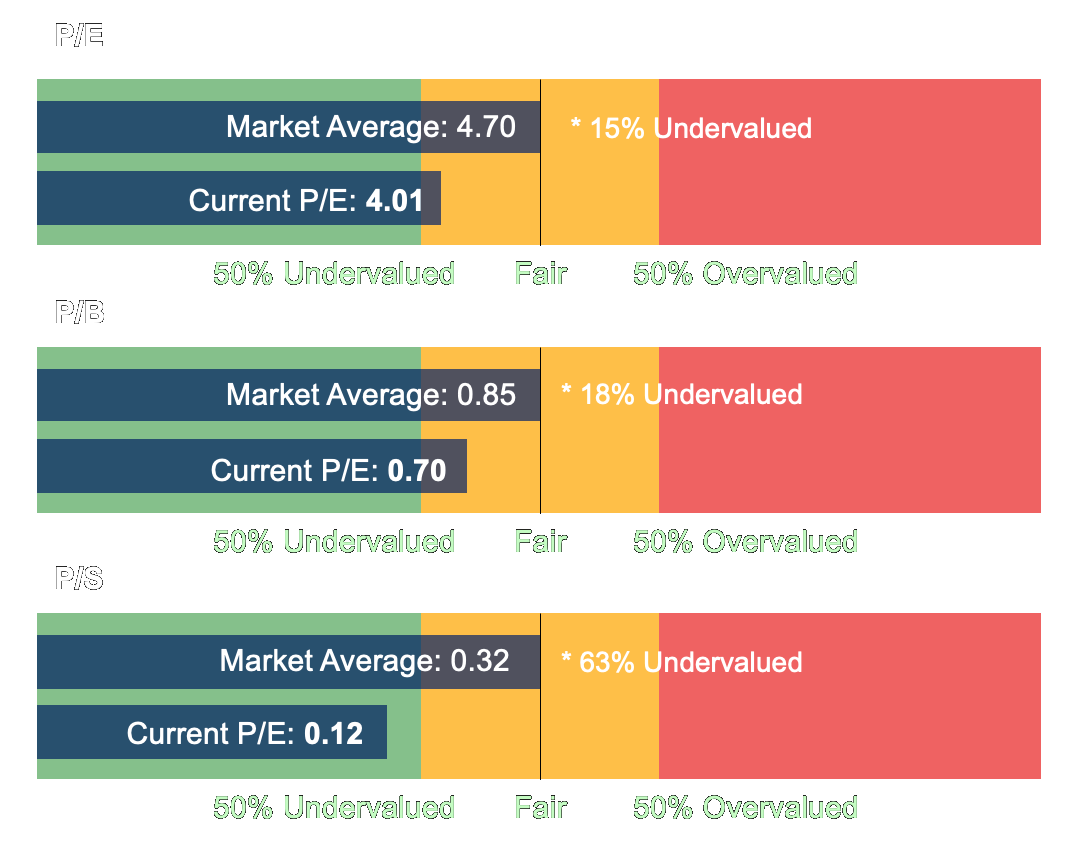 P/E
Market Average: 4.70
* 15% Undervalued
Current P/E: 4.01
50% Undervalued
Fair
50% Overvalued
P/B
Market Average: 0.85
* 18% Undervalued
Current P/E: 0.70
50% Undervalued
Fair
50% Overvalued
P/S
Market Average: 0.32
* 63% Undervalued
Current P/E: 0.12
50% Undervalued
Fair
50% Overvalued